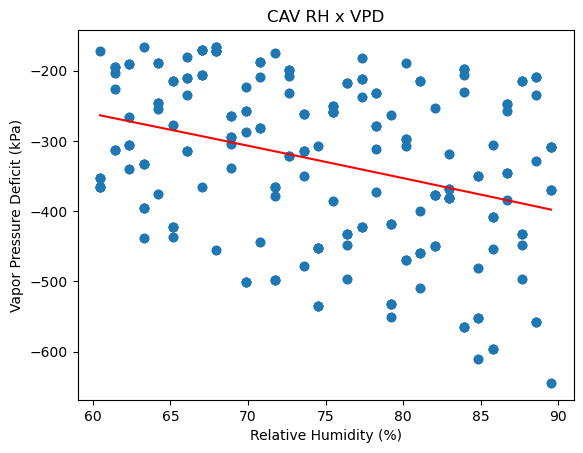 CAV RH x VPD
Vapor Pressure Deficit (kPa)
−200
−300
−400
−500
−600
60 65 70 75 80 85 90
Relative Humidity (%)